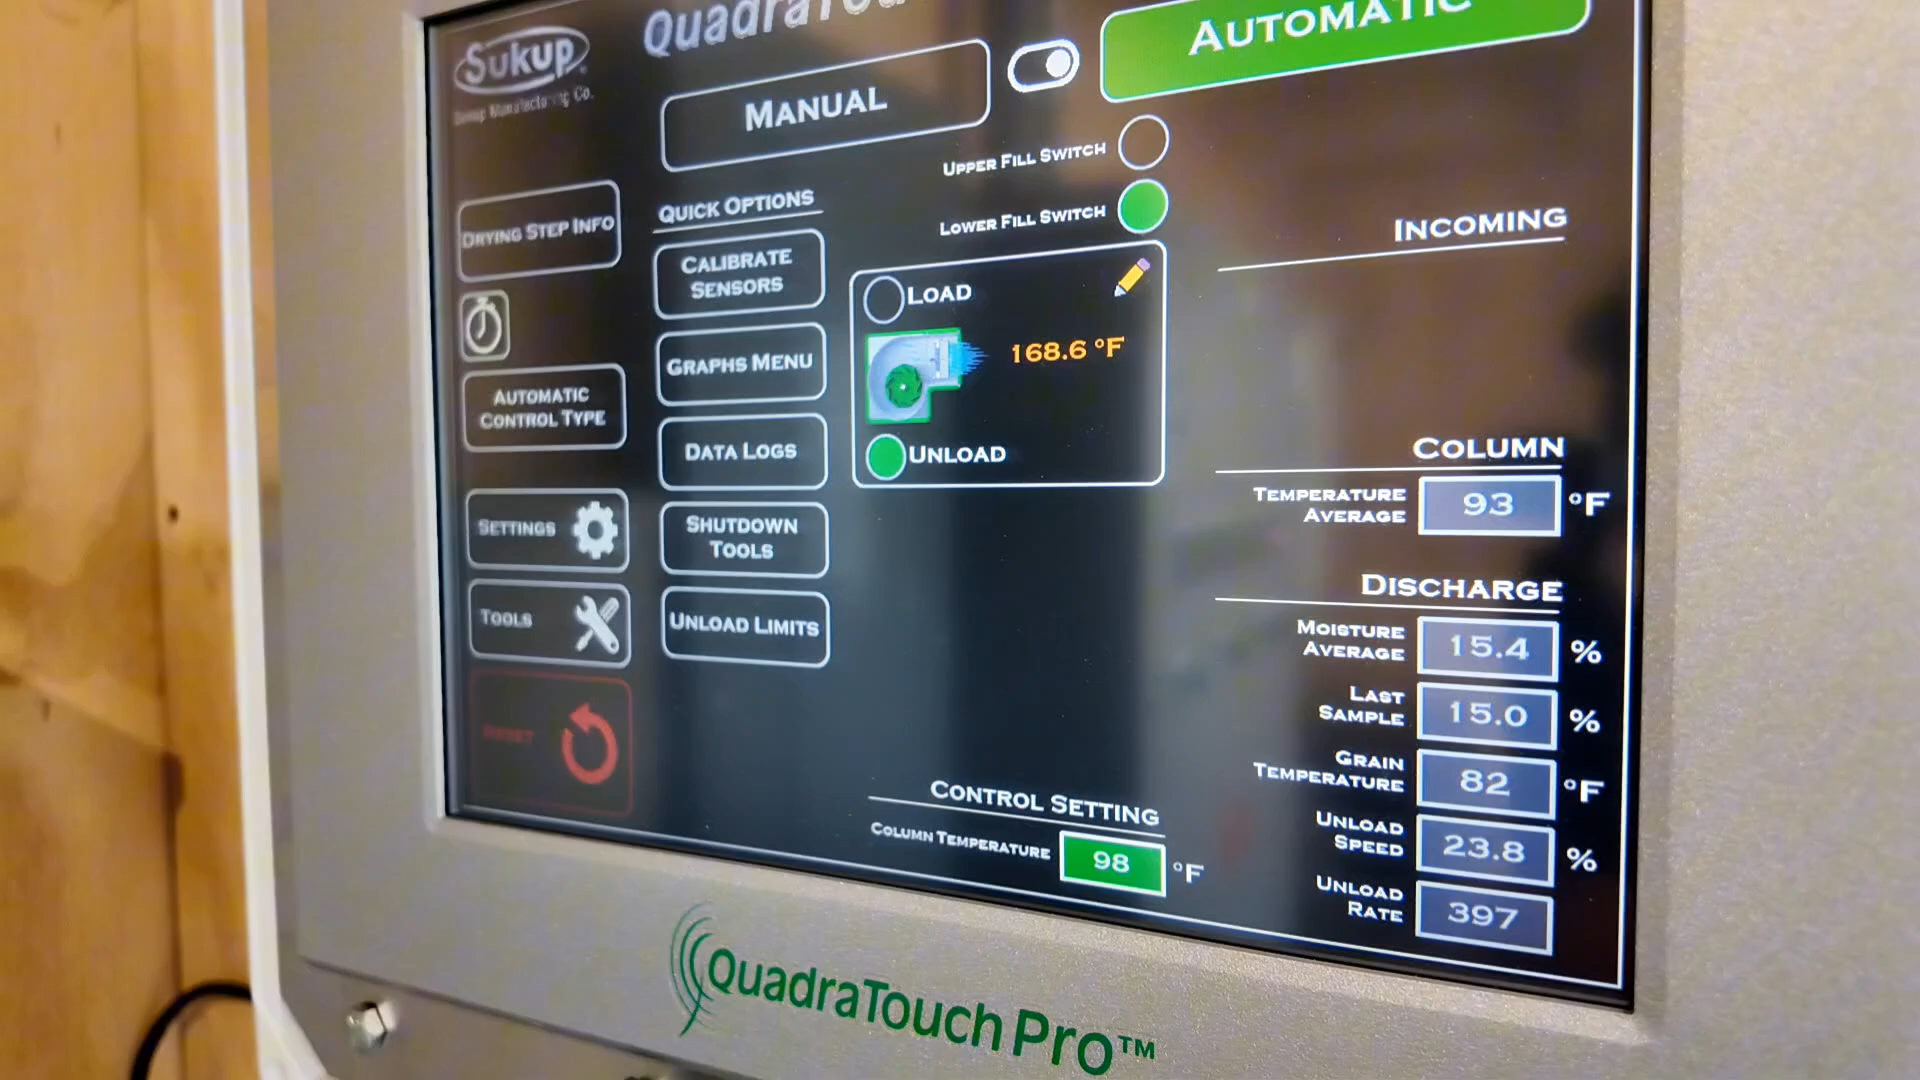 Sukup
Sukup Manufacturing Co.
QuadraTou
MANUAL
AUTOMATIC
UPPER FILL SWITCH
LOWER FILL SWITCH
DRYING STEP INFO
AUTOMATIC
CONTROL TYPE
SETTINGS
TOOLS
RESET
QUICK OPTIONS
CALIBRATE
SENSORS
GRAPHS MENU
DATA LOGS
SHUTDOWN
TOOLS
UNLOAD LIMITS
LOAD
168.6 °F
UNLOAD
CONTROL SETTING
COLUMN TEMPERATURE 98 °F
INCOMING
COLUMN
TEMPERATURE
AVERAGE 93 °F
DISCHARGE
MOISTURE
AVERAGE 15.4 %
LAST
SAMPLE 15.0 %
GRAIN
TEMPERATURE 82 °F
UNLOAD
SPEED 23.8 %
UNLOAD
RATE 397
QuadraTouch Pro™